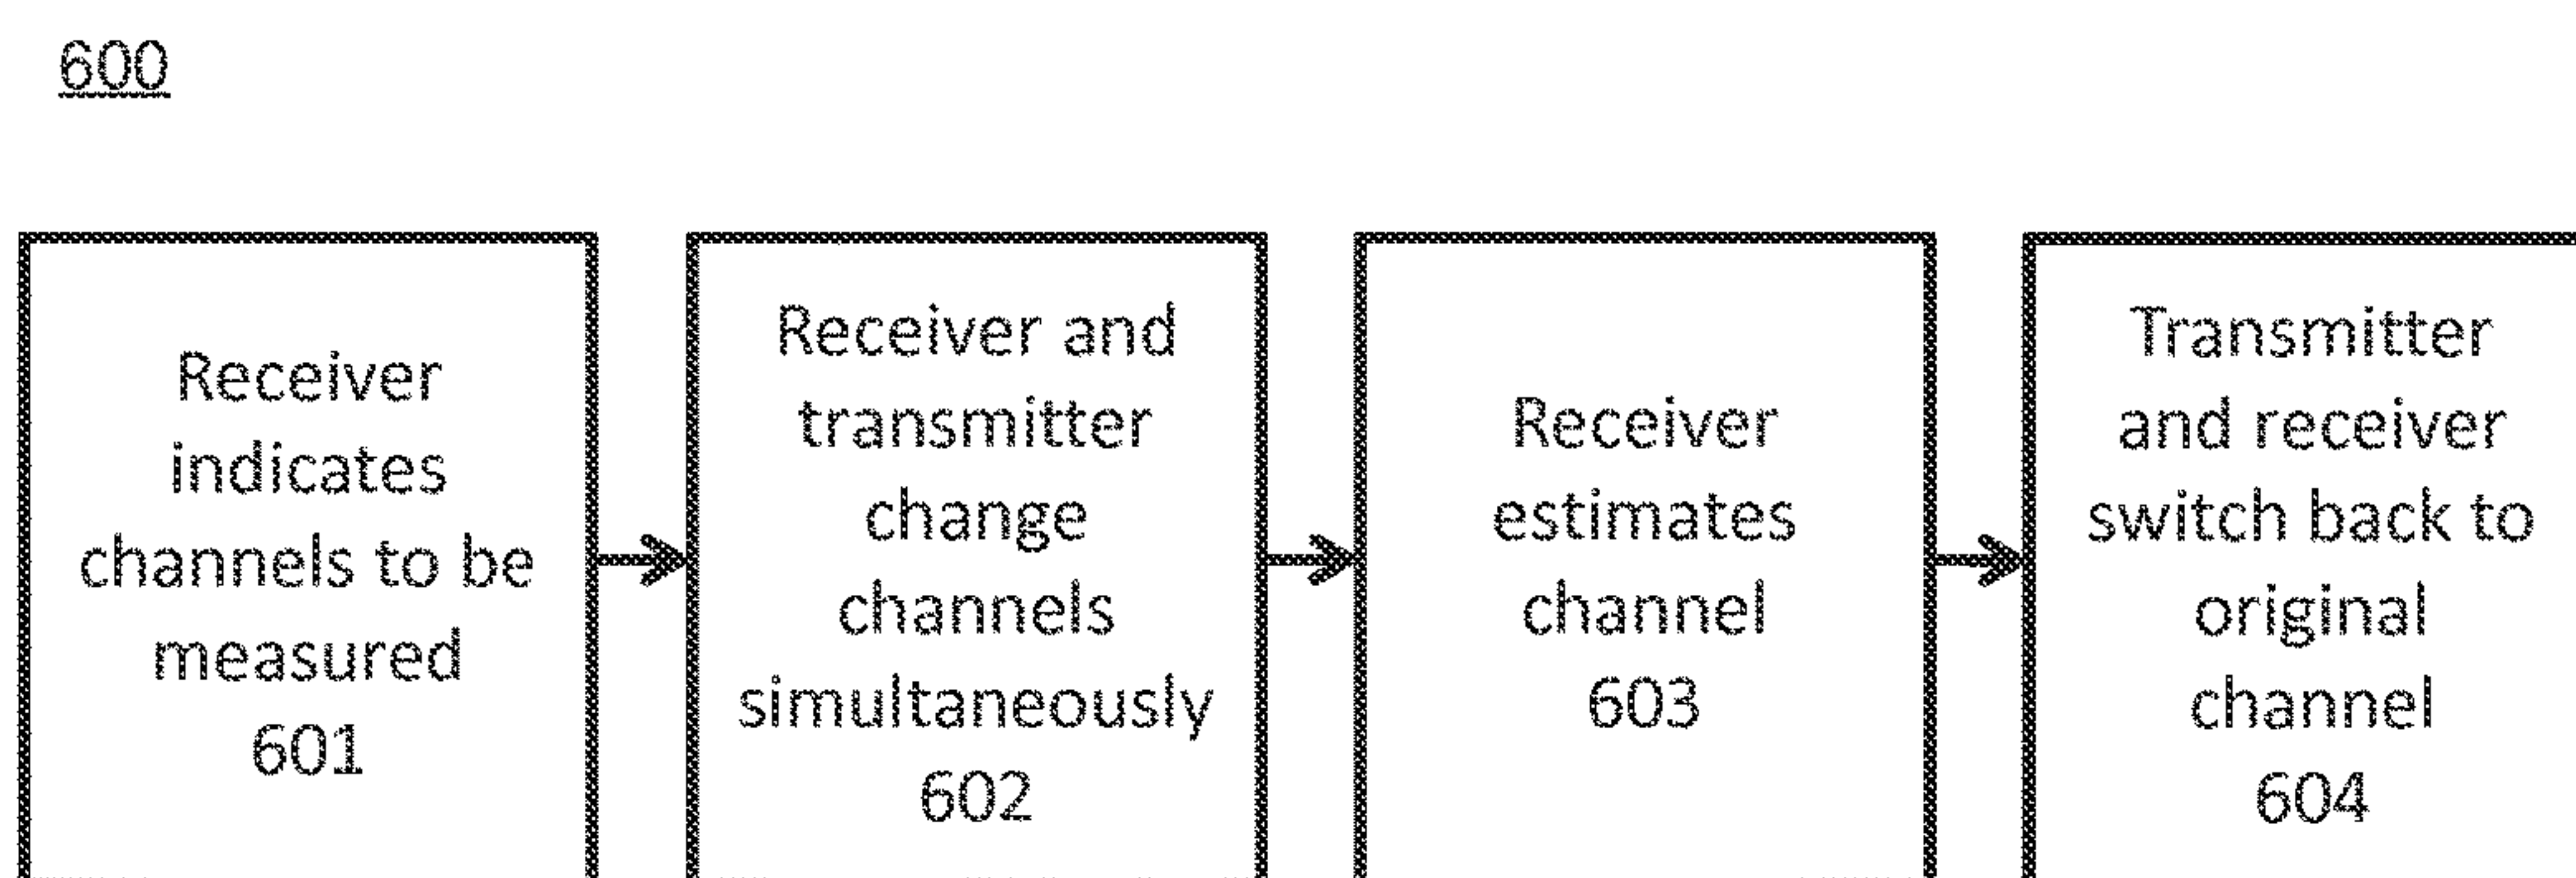 600
Receiver
indicates
channels to be
measured
601
Receiver and
transmitter
change
channels
simultaneously
602
Receiver
estimates
channel
603
Transmitter
and receiver
switch back to
original
channel
604